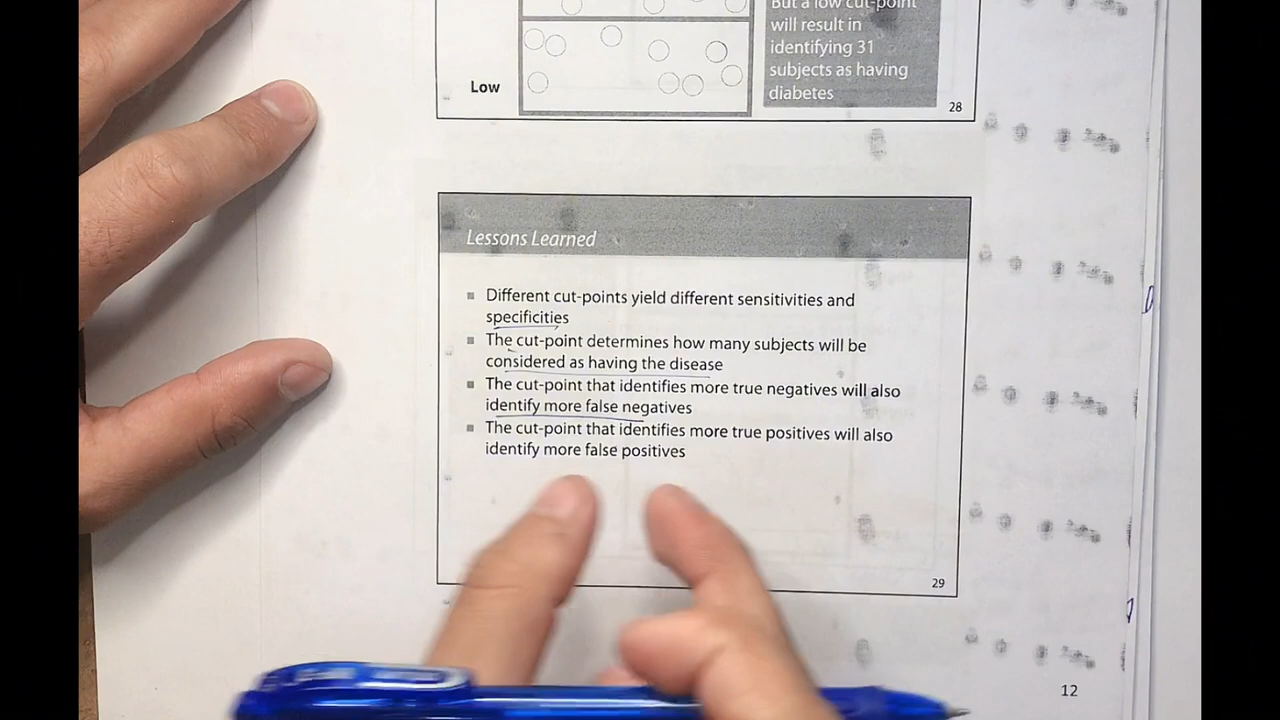 But a low cut-point
will result in
identifying 31
subjects as having
diabetes
Low
28
Lessons Learned
Different cut-points yield different sensitivities and
specificities
The cut-point determines how many subjects will be
considered as having the disease
The cut-point that identifies more true negatives will also
identify more false negatives
The cut-point that identifies more true positives will also
identify more false positives
29
12